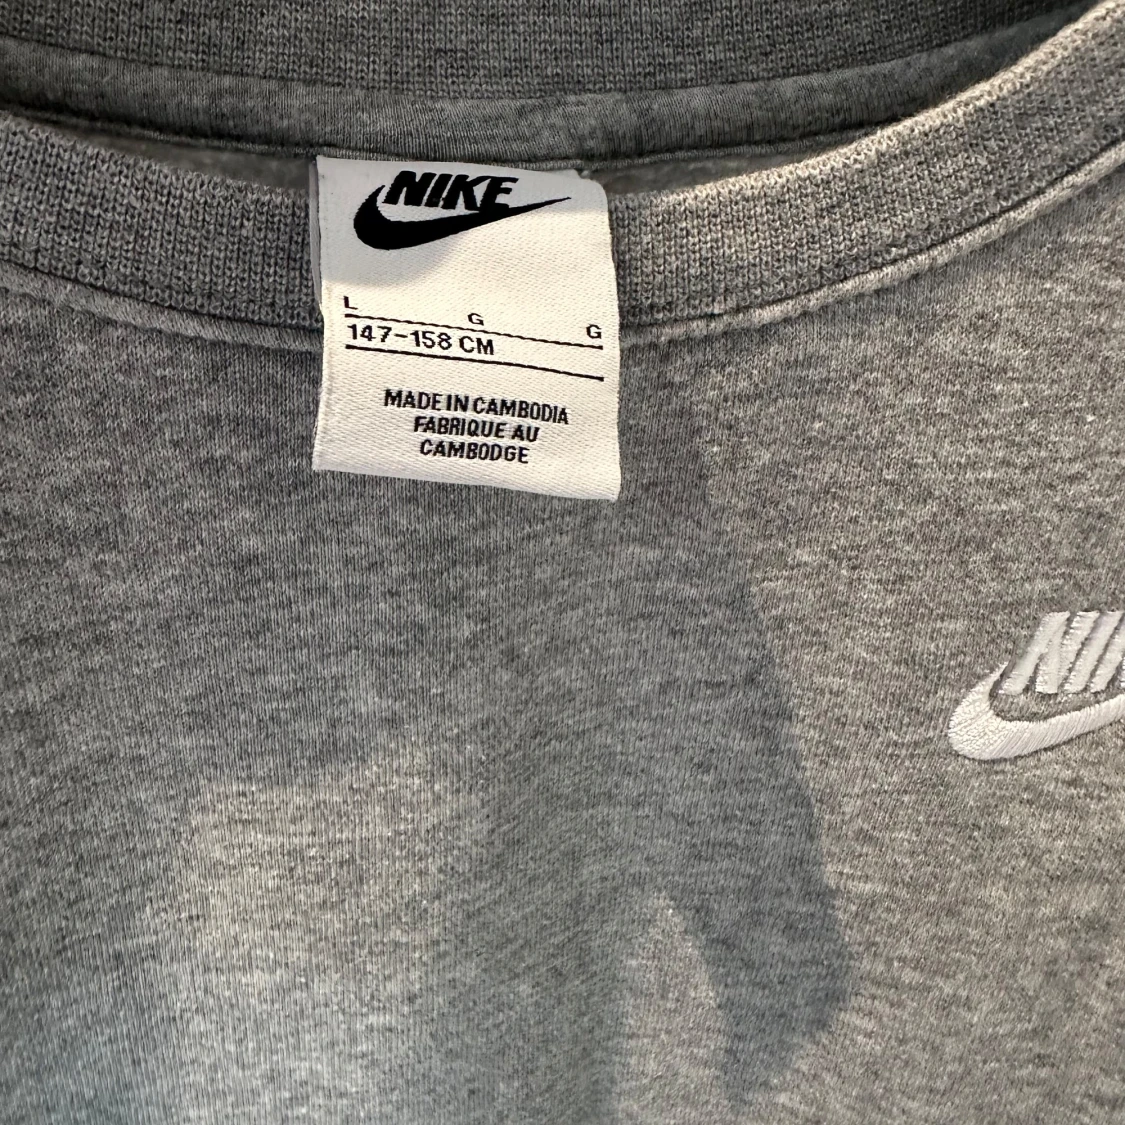 NIKE
L G G
147-158 CM
MADE IN CAMBODIA
FABRIQUE AU
CAMBODGE